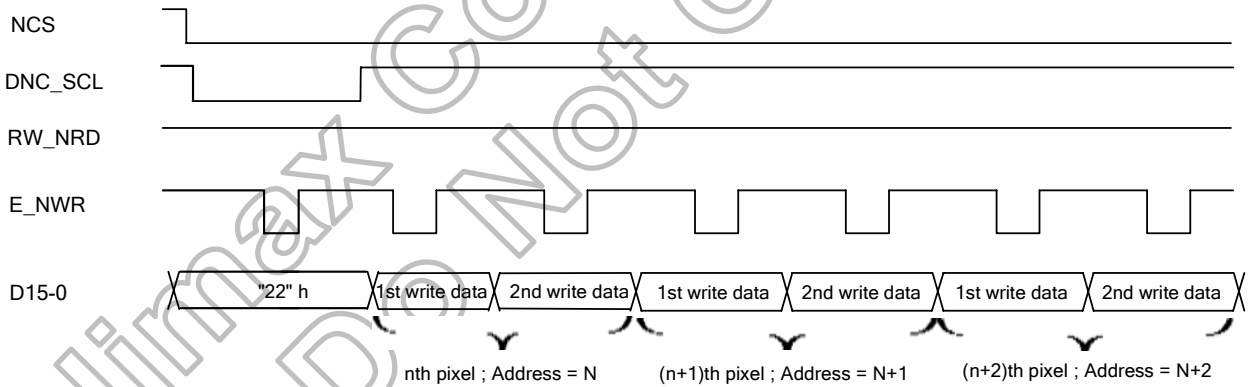 NCS
DNC_SCL
RW_NRD
E_NWR
D15-0
"22" h
1st write data
2nd write data
1st write data
2nd write data
1st write data
2nd write data
nth pixel ; Address = N
(n+1)th pixel ; Address = N+1
(n+2)th pixel ; Address = N+2
Do Not